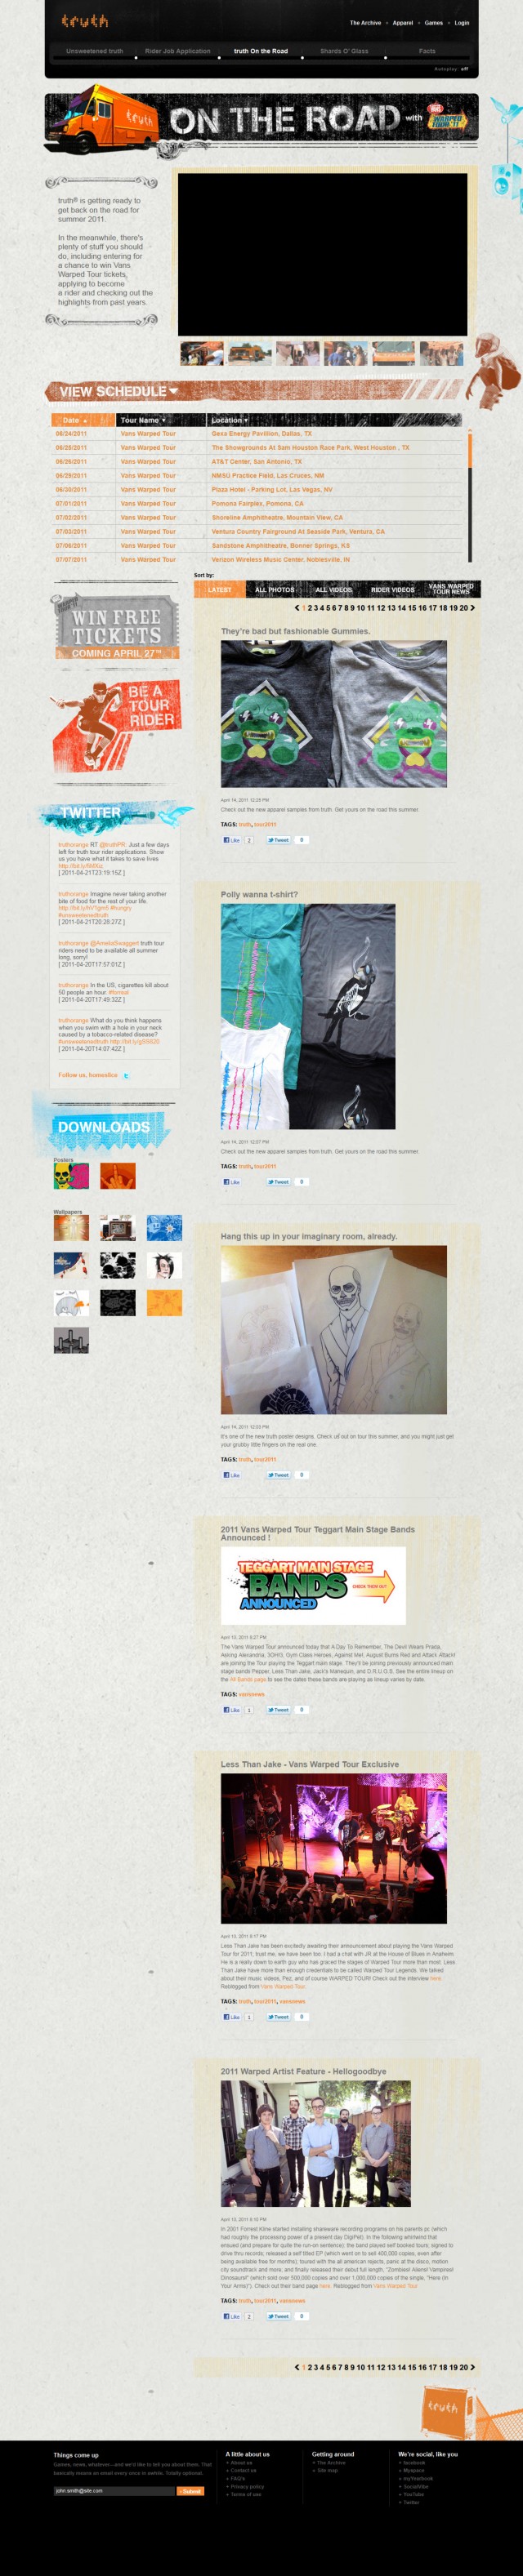 truth
The Archive + Apparel + Games + Login
Unsweetened truth
Rider Job Application
truth On the Road
Shards O' Glass
Facts
Autoplay off
truth
ON THE ROAD with
truth® is getting ready to
get back on the road for
summer 2011.
In the meanwhile, there's
plenty of stuff you should
do, including entering for
a chance to win Vans
Warped Tour tickets,
applying to become
a rider and checking out the
highlights from past years.
VIEW SCHEDULE
Date Tour Name Location
06/24/2011 Vans Warped Tour Gexa Energy Pavillion, Dallas, TX
06/25/2011 Vans Warped Tour The Showgrounds At Sam Houston Race Park, West Houston , TX
06/26/2011 Vans Warped Tour AT&T Center, San Antonio, TX
06/29/2011 Vans Warped Tour NMSU Practice Field, Las Cruces, NM
06/30/2011 Vans Warped Tour Plaza Hotel - Parking Lot, Las Vegas, NV
07/01/2011 Vans Warped Tour Pomona Fairplex, Pomona, CA
07/02/2011 Vans Warped Tour Shoreline Amphitheatre, Mountain View, CA
07/03/2011 Vans Warped Tour Ventura Country Fairground At Seaside Park, Ventura, CA
07/06/2011 Vans Warped Tour Sandstone Amphitheatre, Bonner Springs, KS
07/07/2011 Vans Warped Tour Verizon Wireless Music Center, Noblesville, IN
Sort by:
LATEST ALL PHOTOS ALL VIDEOS RIDER VIDEOS VANS WARPED TOUR NEWS
1 2 3 4 5 6 7 8 9 10 11 12 13 14 15 16 17 18 19 20
WIN FREE
TICKETS
COMING APRIL 27TH
BE A
TOUR
RIDER
TWITTER
truthorange RT @truthPR: Just a few days
left for truth tour rider applications. Show
us you have what it takes to save lives
[ 2011-04-21T23:19:15Z ]
truthorange Imagine never taking another
bite of food for the rest of your life.
#hungry
#unsweetenedtruth
[ 2011-04-21T20:28:27Z ]
truthorange @AmeliaSwaggert truth tour
riders need to be available all summer
long, sorry!
[ 2011-04-20T17:57:01Z ]
truthorange In the US, cigarettes kill about
50 people an hour. #forreal
[ 2011-04-20T17:49:32Z ]
truthorange What do you think happens
when you swim with a hole in your neck
caused by a tobacco-related disease?
#unsweetenedtruth
[ 2011-04-20T14:07:42Z ]
Follow us, homeslice
DOWNLOADS
Posters
Wallpapers
They're bad but fashionable Gummies.
April 14, 2011 12:25 PM
Check out the new apparel samples from truth. Get yours on the road this summer.
TAGS: truth, tour2011
Like 2 Tweet 0
Polly wanna t-shirt?
April 14, 2011 12:07 PM
Check out the new apparel samples from truth. Get yours on the road this summer.
TAGS: truth, tour2011
Like Tweet 0
Hang this up in your imaginary room, already.
April 14, 2011 12:03 PM
It's one of the new truth poster designs. Check us out on tour this summer, and you might just get
your grubby little fingers on the real one.
TAGS: truth, tour2011
Like Tweet 0
2011 Vans Warped Tour Teggart Main Stage Bands
Announced !
TEGGART MAIN STAGE
BANDS
ANNOUNCED
CHECK THEM OUT
April 13, 2011 6:27 PM
The Vans Warped Tour announced today that A Day To Remember, The Devil Wears Prada,
Asking Alexandria, 3OH!3, Gym Class Heroes, Against Me!, August Burns Red and Attack Attack!
are joining the Tour playing the Teggart main stage. They'll be joining previously announced main
stage bands Pepper, Less Than Jake, Jack's Mannequin, and D.R.U.G.S. See the entire lineup on
the All Bands page to see the dates these bands are playing as lineup varies by date.
TAGS: vansnews
Like 1 Tweet 0
Less Than Jake - Vans Warped Tour Exclusive
April 13, 2011 6:17 PM
Less Than Jake has been excitedly awaiting their announcement about playing the Vans Warped
Tour for 2011, trust me, we have been too. I had a chat with JR at the House of Blues in Anaheim.
He is a really down to earth guy who has graced the stages of Warped Tour more than most. Less
Than Jake have more than enough credentials to be called Warped Tour Legends. We talked
about their music videos, Pez, and of course WARPED TOUR! Check out the interview here.
Reblogged from Vans Warped Tour.
TAGS: truth, tour2011, vansnews
Like 1 Tweet 0
2011 Warped Artist Feature - Hellogoodbye
April 13, 2011 6:10 PM
In 2001 Forrest Kline started installing shareware recording programs on his parents pc (which
had roughly the processing power of a present day DigiPet). In the following whirlwind that
ensued (and prepare for quite the run-on sentence), the band played self booked tours, signed to
drive thru records, released a self titled EP (which went on to sell 400,000 copies, even after
being available free for months), toured with the all american rejects, panic at the disco, motion
city soundtrack and more, and finally released their debut full length, "Zombies! Aliens! Vampires!
Dinosaurs!" (which sold over 500,000 copies and over 1,000,000 copies of the single, "Here (In
Your Arms)"). Check out their band page here. Reblogged from Vans Warped Tour
TAGS: truth, tour2011, vansnews
Like 2 Tweet 0
1 2 3 4 5 6 7 8 9 10 11 12 13 14 15 16 17 18 19 20
truth
Things come up
Games, news, whatever—and we'd like to tell you about them. That
basically means an email every once in awhile. Totally optional.
john.smith@site.com Submit
A little about us
+ About us
+ Contact us
+ FAQ's
+ Privacy policy
+ Terms of use
Getting around
+ The Archive
+ Site map
We're social, like you
+ facebook
+ Myspace
+ myYearbook
+ SocialVibe
+ YouTube
+ Twitter